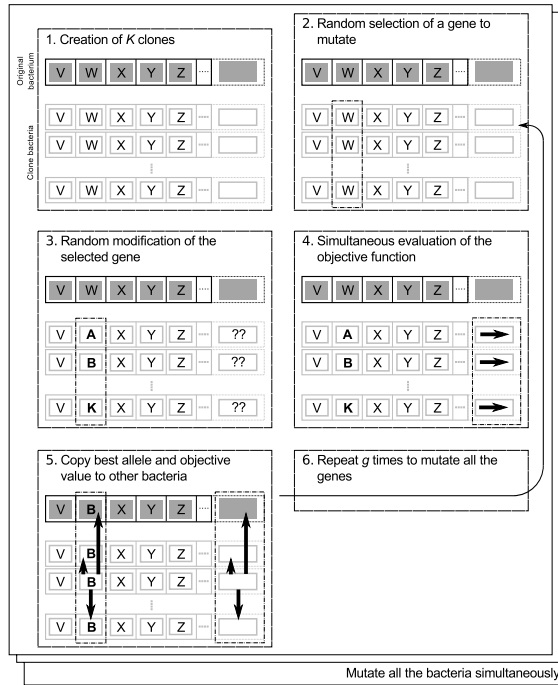 1. Creation of K clones
Original bacterium
V W X Y Z ....
Clone bacteria
V W X Y Z ....
V W X Y Z ....
....
V W X Y Z ....
2. Random selection of a gene to
mutate
V W X Y Z ....
V W X Y Z ....
V W X Y Z ....
....
V W X Y Z ....
3. Random modification of the
selected gene
V W X Y Z ....
V A X Y Z .... ??
V B X Y Z .... ??
....
V K X Y Z .... ??
4. Simultaneous evaluation of the
objective function
V W X Y Z ....
V A X Y Z ....
V B X Y Z ....
....
V K X Y Z ....
5. Copy best allele and objective
value to other bacteria
V B X Y Z ....
V B X Y Z ....
V B X Y Z ....
....
V B X Y Z ....
6. Repeat g times to mutate all the
genes
Mutate all the bacteria simultaneously